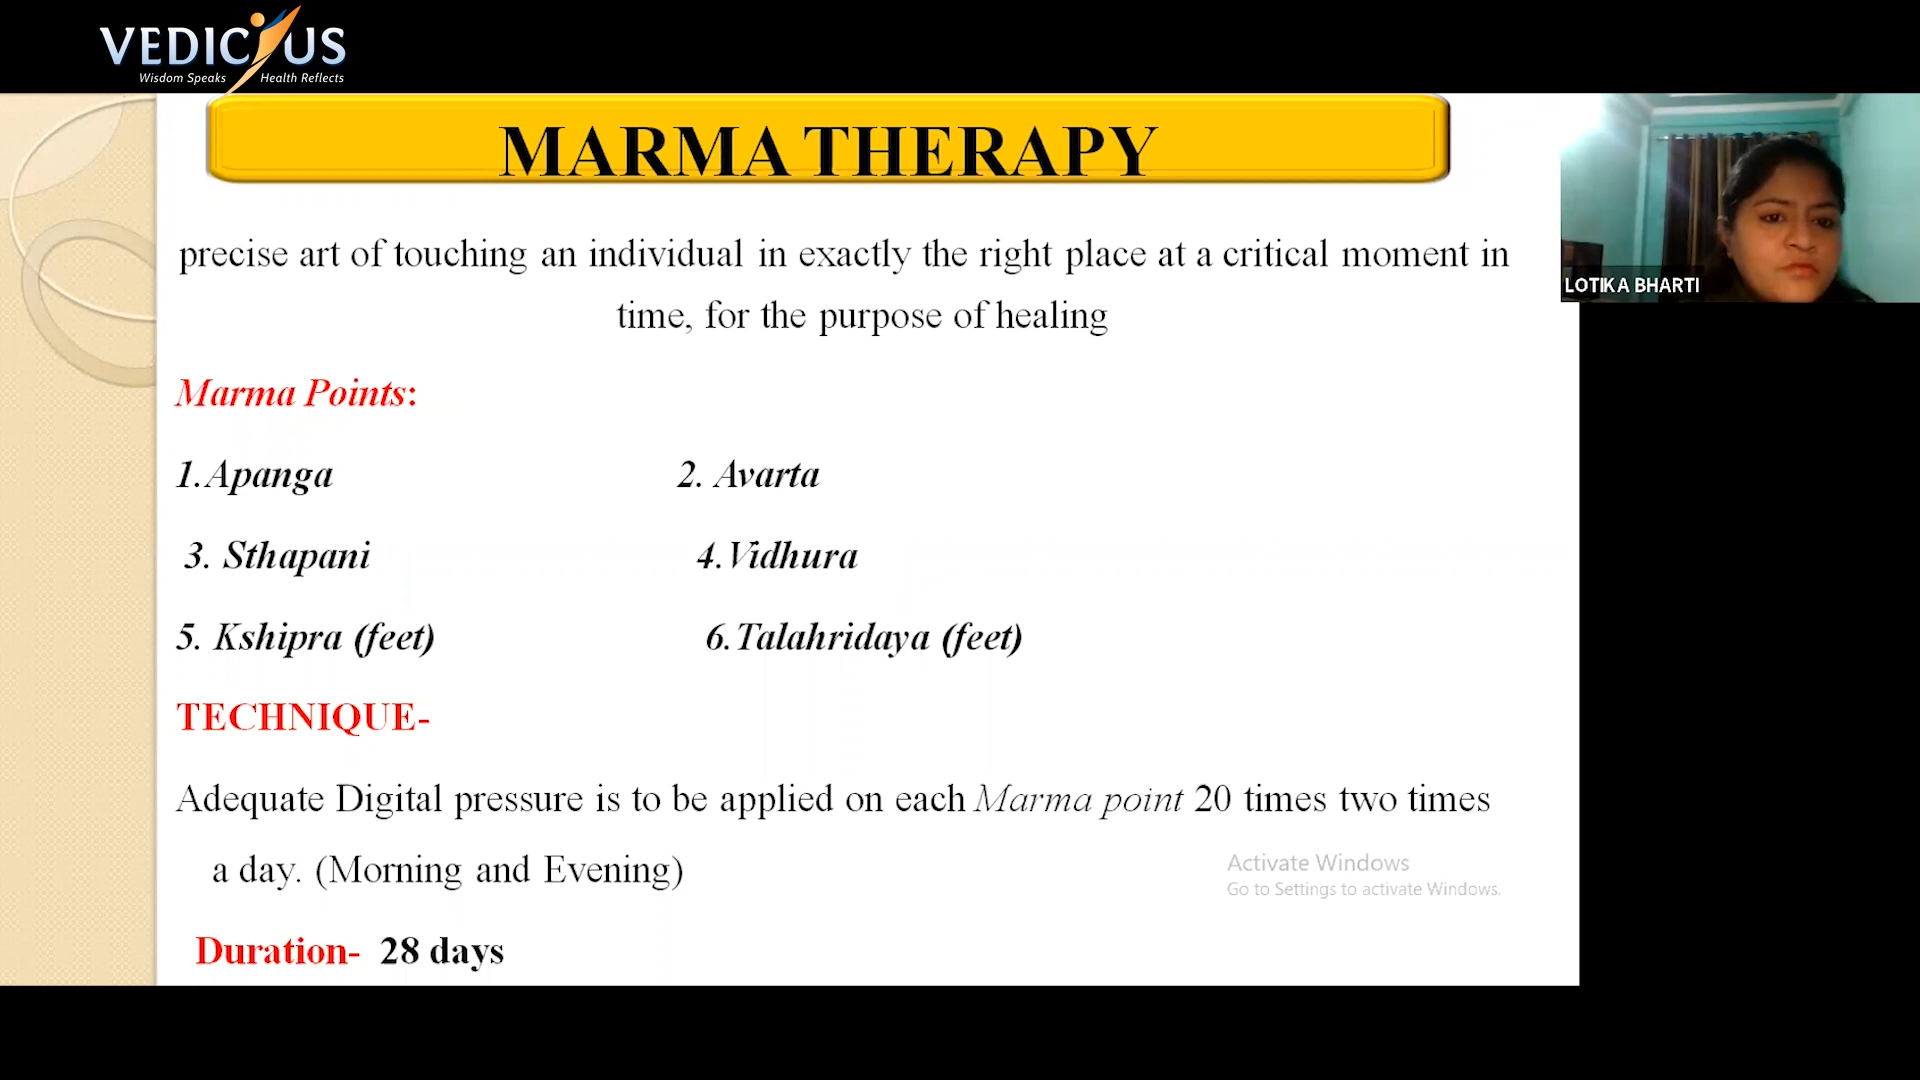 VEDICIUS
Wisdom Speaks Health Reflects
MARMA THERAPY
precise art of touching an individual in exactly the right place at a critical moment in
time, for the purpose of healing
LOTIKA BHARTI
Marma Points:
1.Apanga 2. Avarta
3. Sthapani 4.Vidhura
5. Kshipra (feet) 6.Talahridaya (feet)
TECHNIQUE-
Adequate Digital pressure is to be applied on each Marma point 20 times two times
a day. (Morning and Evening)
Activate Windows
Go to Settings to activate Windows.
Duration- 28 days